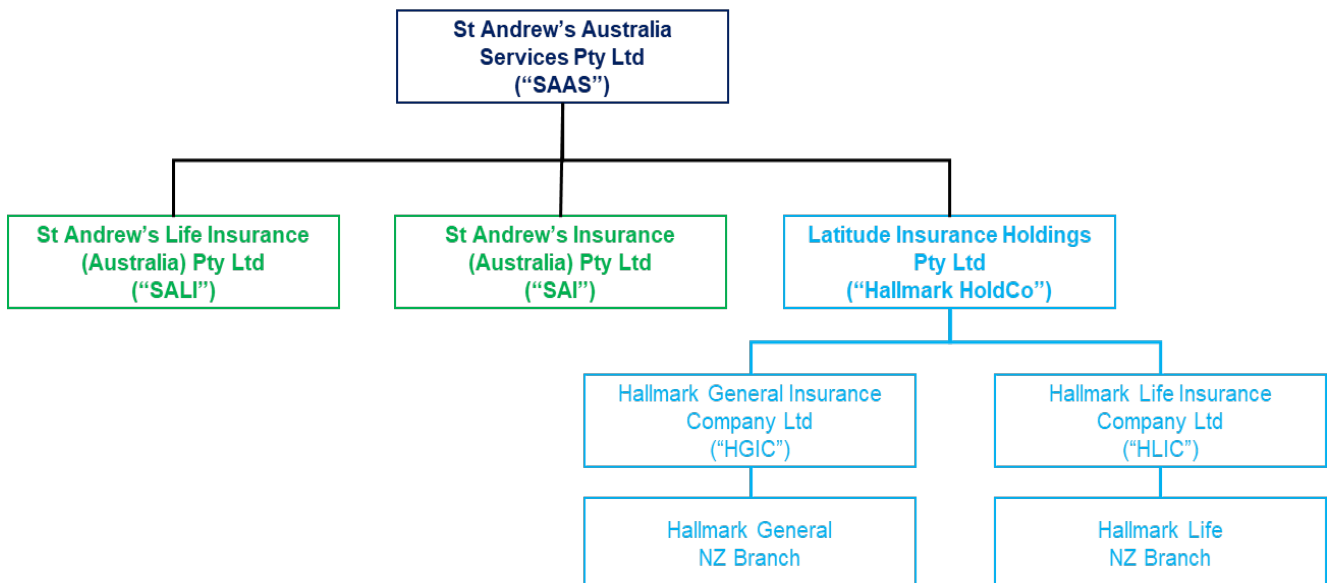 St Andrew’s Australia
Services Pty Ltd
(“SAAS”)
St Andrew’s Life Insurance
(Australia) Pty Ltd
(“SALI”)
St Andrew’s Insurance
(Australia) Pty Ltd
(“SAI”)
Latitude Insurance Holdings
Pty Ltd
(“Hallmark HoldCo”)
Hallmark General Insurance
Company Ltd
(“HGIC”)
Hallmark Life Insurance
Company Ltd
(“HLIC”)
Hallmark General
NZ Branch
Hallmark Life
NZ Branch